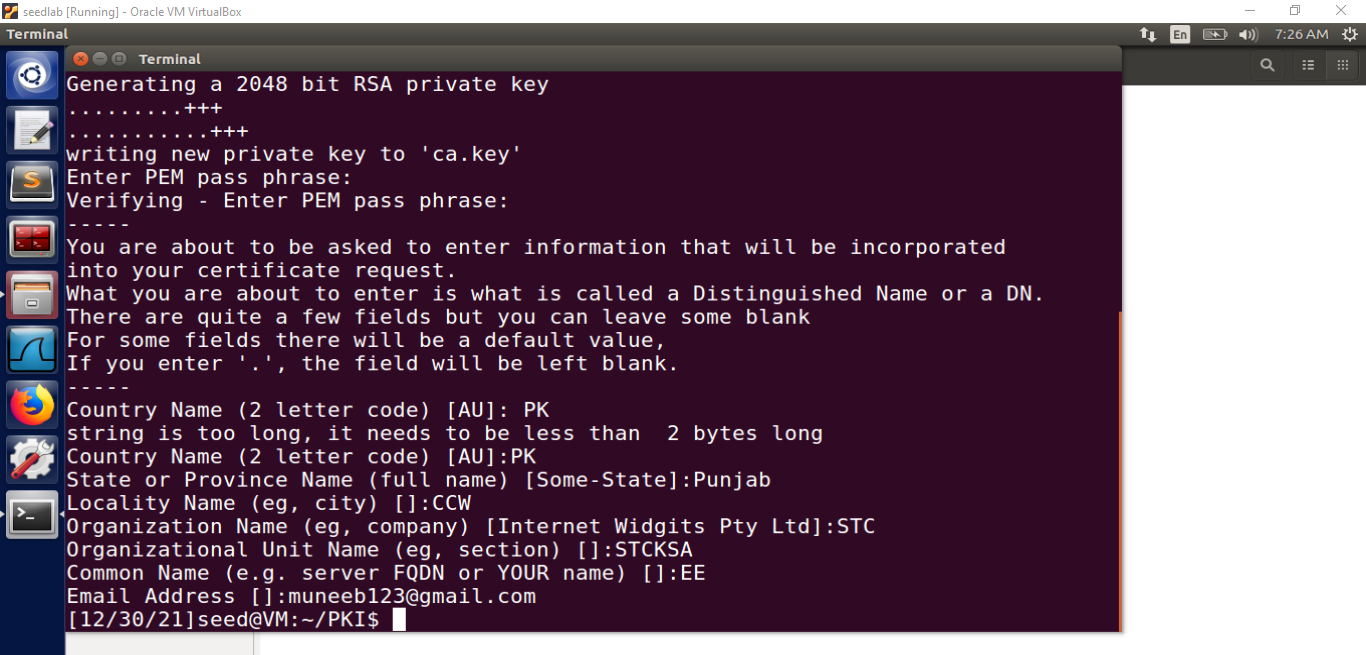 seedlab [Running] - Oracle VM VirtualBox
Terminal
En
7:26 AM
Terminal
Generating a 2048 bit RSA private key
.........+++
...........+++
writing new private key to 'ca.key'
Enter PEM pass phrase:
Verifying - Enter PEM pass phrase:
-----
You are about to be asked to enter information that will be incorporated
into your certificate request.
What you are about to enter is what is called a Distinguished Name or a DN.
There are quite a few fields but you can leave some blank
For some fields there will be a default value,
If you enter '.', the field will be left blank.
-----
Country Name (2 letter code) [AU]: PK
string is too long, it needs to be less than  2 bytes long
Country Name (2 letter code) [AU]:PK
State or Province Name (full name) [Some-State]:Punjab
Locality Name (eg, city) []:CCW
Organization Name (eg, company) [Internet Widgits Pty Ltd]:STC
Organizational Unit Name (eg, section) []:STCKSA
Common Name (e.g. server FQDN or YOUR name) []:EE
Email Address []:muneeb123@gmail.com
[12/30/21]seed@VM:~/PKI$